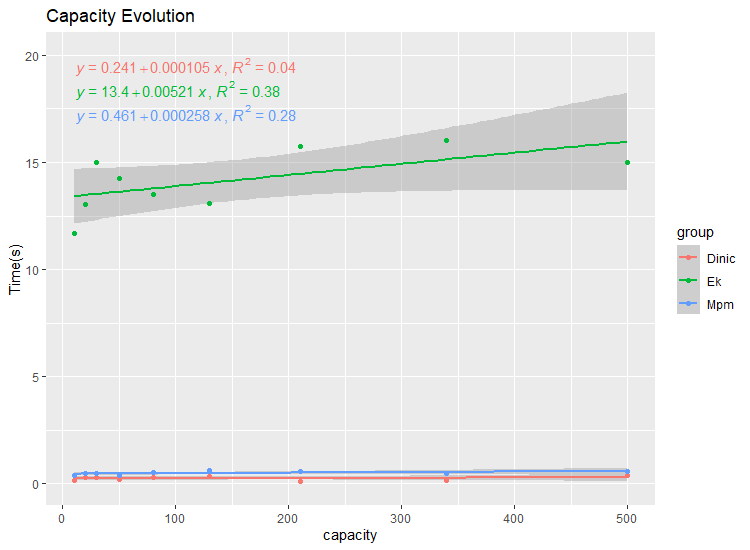 Capacity Evolution
y = 0.241 + 0.000105 x, R² = 0.04
y = 13.4 + 0.00521 x, R² = 0.38
y = 0.461 + 0.000258 x, R² = 0.28
20
15
10
5
0
Time(s)
0 100 200 300 400 500
capacity
group
Dinic
Ek
Mpm